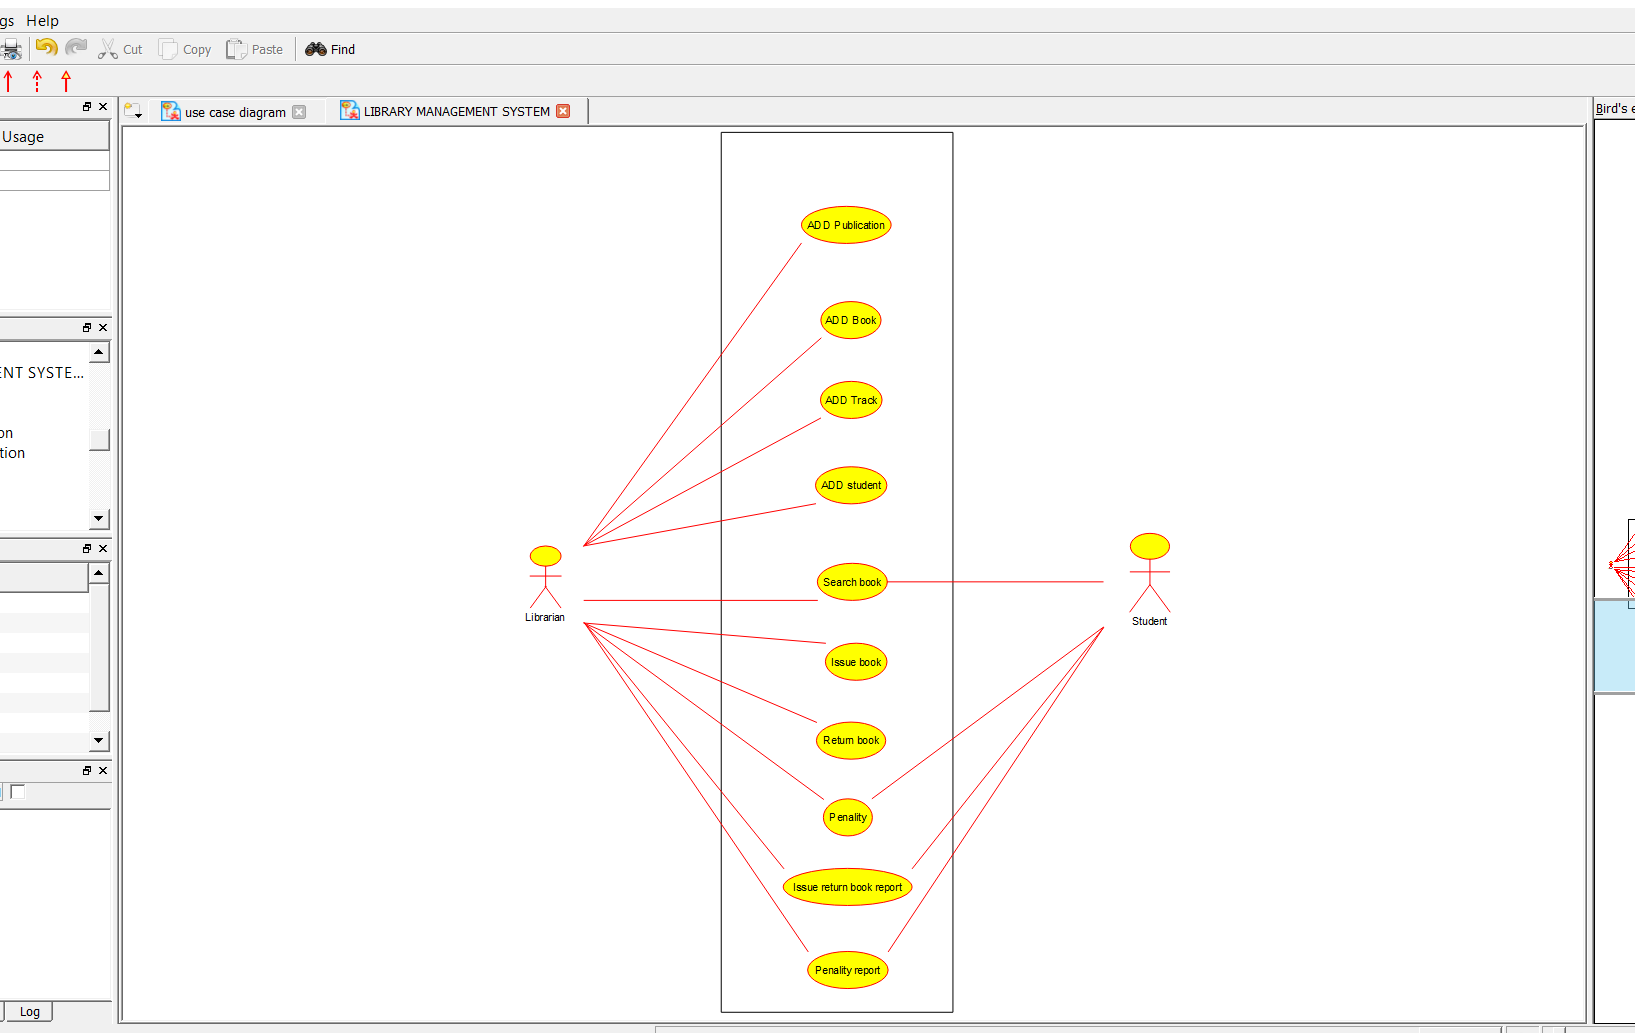 gs Help
Cut Copy Paste Find
use case diagram LIBRARY MANAGEMENT SYSTEM
Bird's e
Usage
ENT SYSTE...
on
tion
ADD Publication
ADD Book
ADD Track
ADD student
Search book
Librarian
Student
Issue book
Return book
Penality
Issue return book report
Penality report
Log